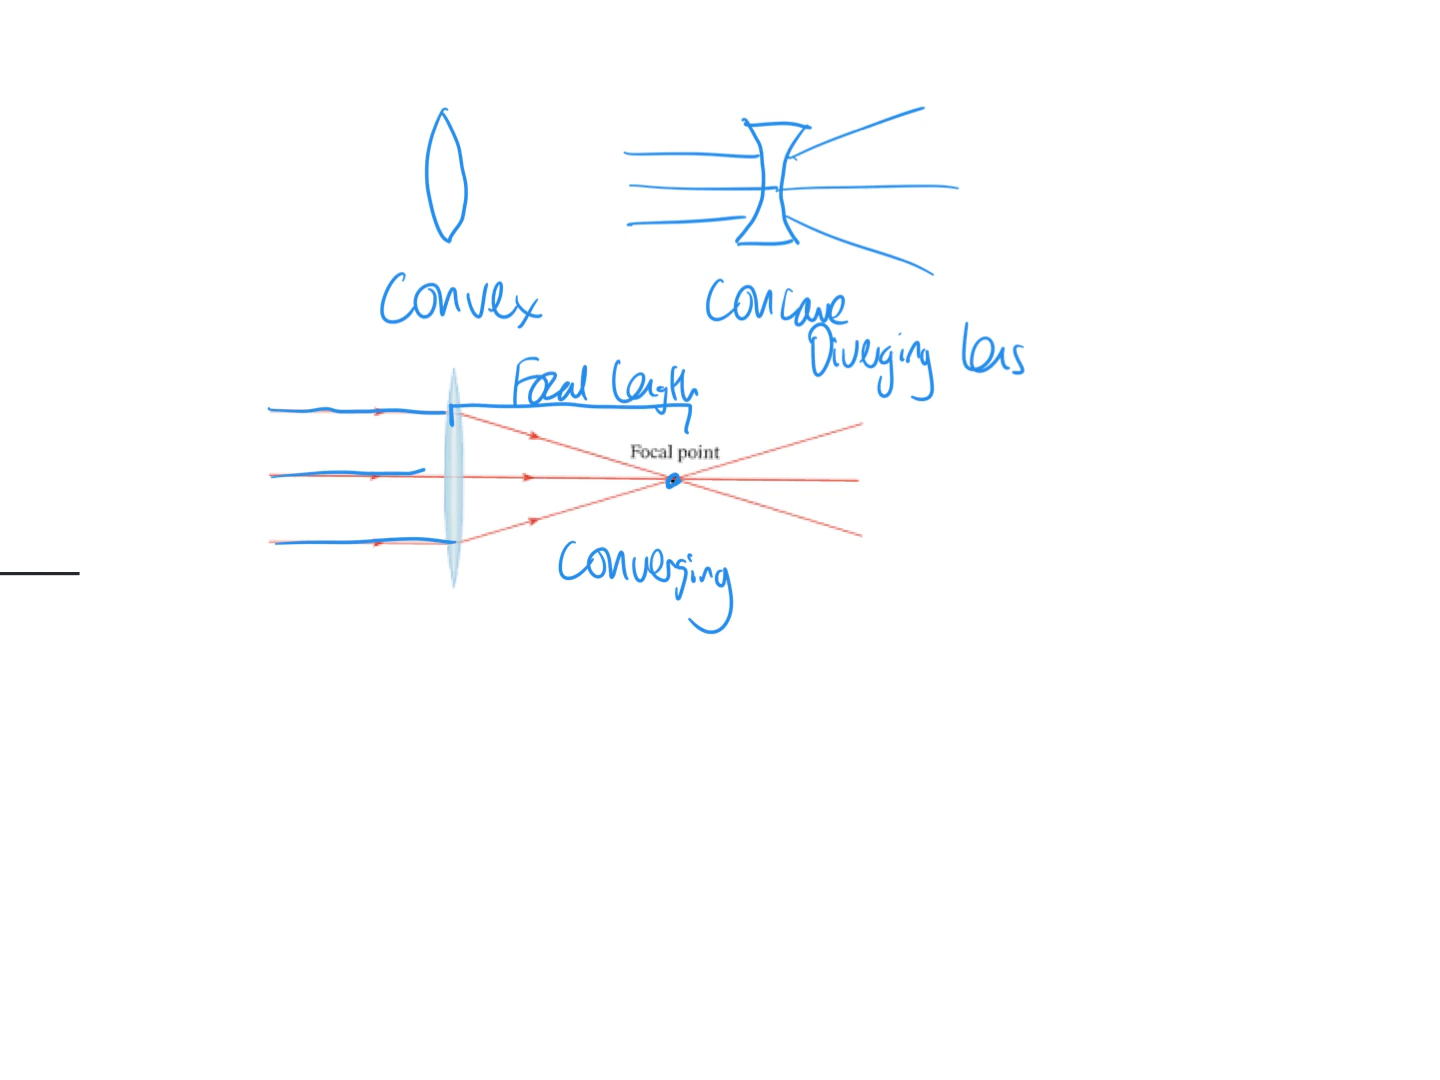 Convex
Concave
Diverging lens
Focal length
Focal point
Converging